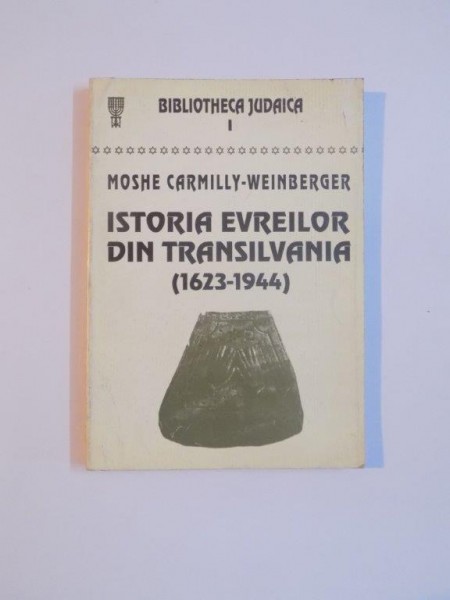 BIBLIOTHECA JUDAICA
I
MOSHE CARMILLY-WEINBERGER
ISTORIA EVREILOR
DIN TRANSILVANIA
(1623-1944)